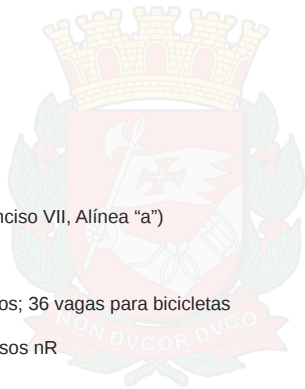 nciso VII, Alínea “a”)
os; 36 vagas para bicicletas
sos nR
NON DVCOR DVCO